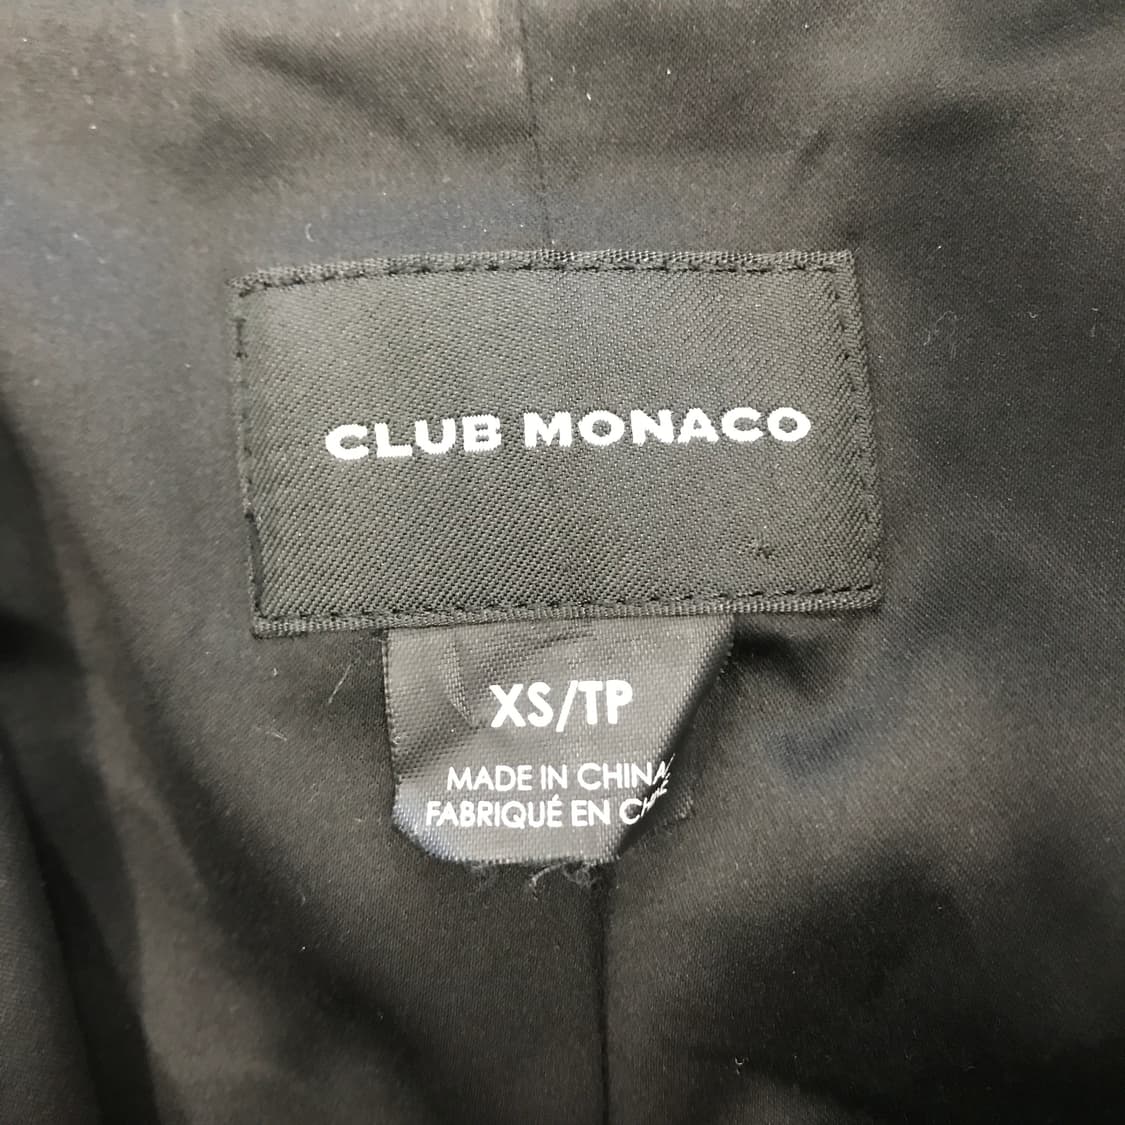 CLUB MONACO
XS/TP
MADE IN CHINA
FABRIQUÉ EN